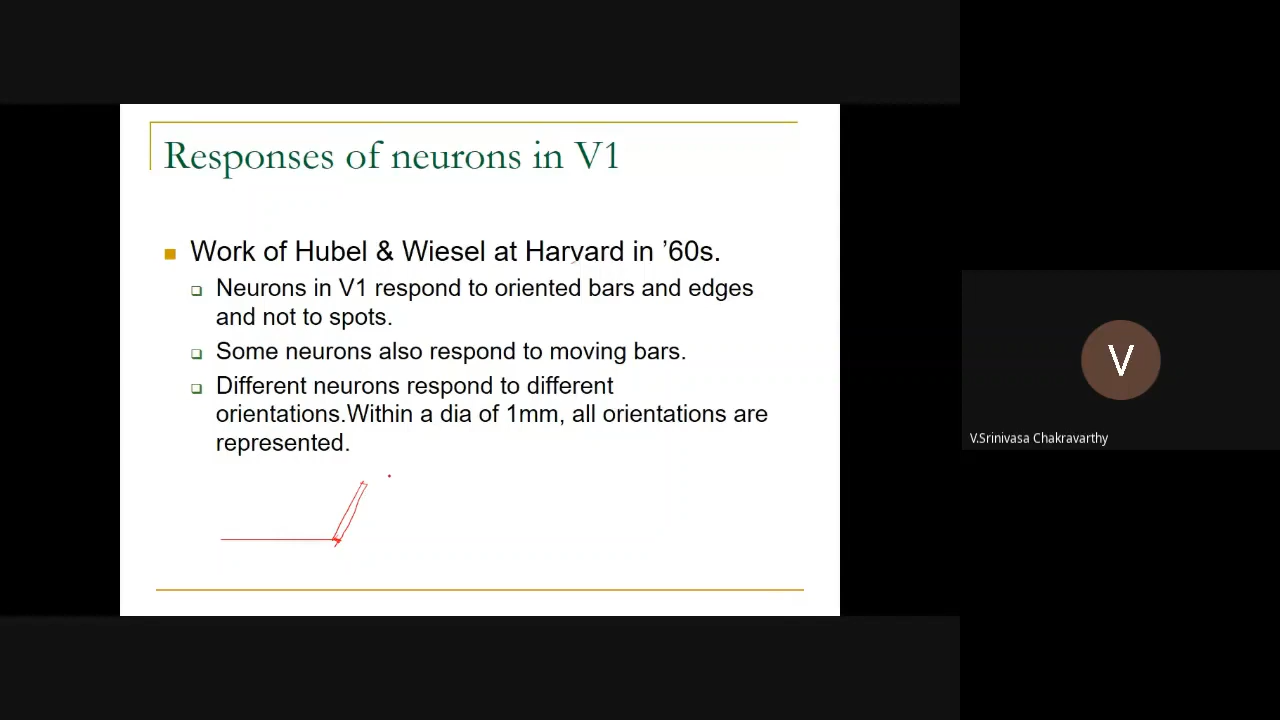 Responses of neurons in V1
Work of Hubel & Wiesel at Harvard in ’60s.
Neurons in V1 respond to oriented bars and edges
and not to spots.
Some neurons also respond to moving bars.
Different neurons respond to different
orientations.Within a dia of 1mm, all orientations are
represented.
V
V.Srinivasa Chakravarthy